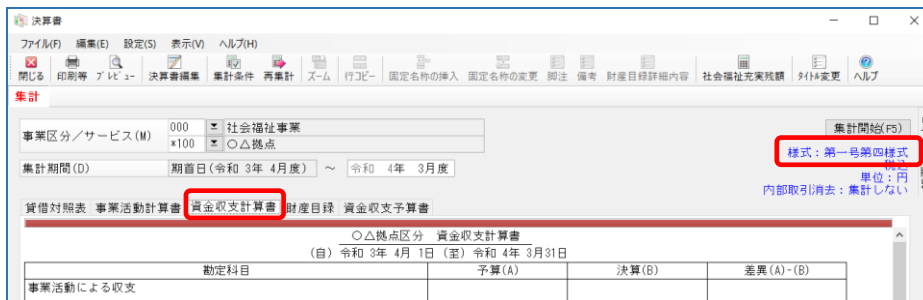 決算書
ファイル(F) 編集(E) 設定(S) 表示(V) ヘルプ(H)
閉じる 印刷等 プレビュー 決算書編集 集計条件 再集計 ズーム 行コピー 固定名称の挿入 固定名称の変更 脚注 備考 財産目録詳細内容 社会福祉充実残額 タイトル変更 ヘルプ
集計
事業区分/サービス(M) 000 社会福祉事業
*100 ○△拠点
集計開始(F5)
様式:第一号第四様式
集計期間(D) 期首日(令和 3年 4月度) ~ 令和 4年 3月度
税込
単位:円
内部取引消去:集計しない
貸借対照表 事業活動計算書 資金収支計算書 財産目録 資金収支予算書
○△拠点区分 資金収支計算書
(自) 令和 3年 4月 1日 (至) 令和 4年 3月31日
勘定科目 予算(A) 決算(B) 差異(A)-(B)
事業活動による収支